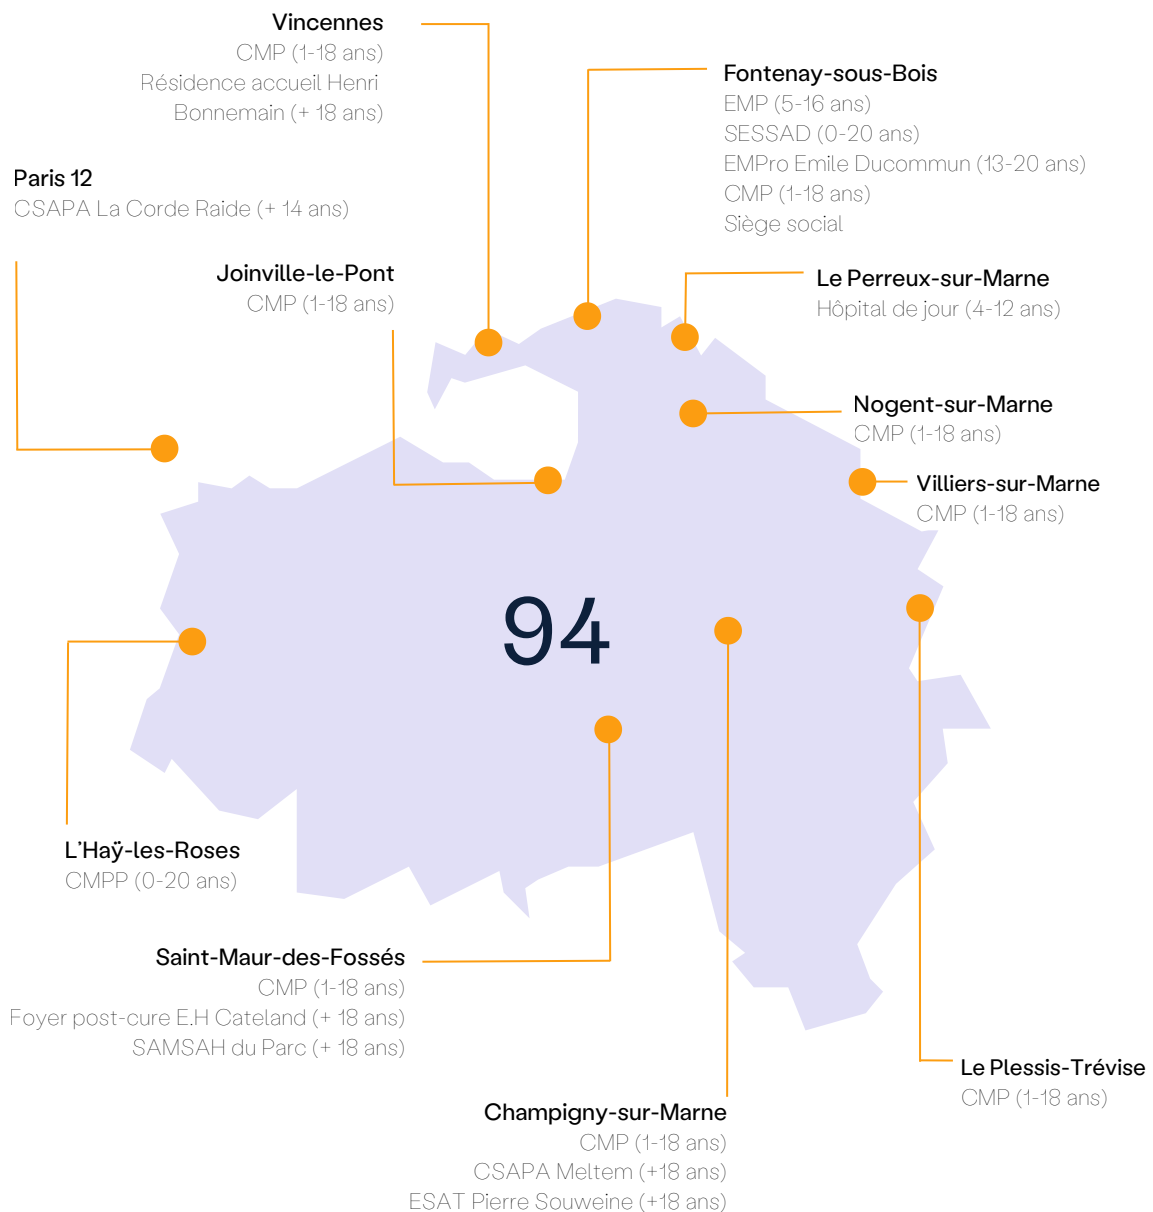 Vincennes
CMP (1-18 ans)
Résidence accueil Henri
Bonnemain (+ 18 ans)
Fontenay-sous-Bois
EMP (5-16 ans)
SESSAD (0-20 ans)
EMPro Emile Ducommun (13-20 ans)
CMP (1-18 ans)
Siège social
Paris 12
CSAPA La Corde Raide (+ 14 ans)
Joinville-le-Pont
CMP (1-18 ans)
Le Perreux-sur-Marne
Hôpital de jour (4-12 ans)
Nogent-sur-Marne
CMP (1-18 ans)
Villiers-sur-Marne
CMP (1-18 ans)
94
L'Haÿ-les-Roses
CMPP (0-20 ans)
Saint-Maur-des-Fossés
CMP (1-18 ans)
Foyer post-cure E.H Cateland (+ 18 ans)
SAMSAH du Parc (+ 18 ans)
Le Plessis-Trévise
CMP (1-18 ans)
Champigny-sur-Marne
CMP (1-18 ans)
CSAPA Meltem (+18 ans)
ESAT Pierre Souweine (+18 ans)